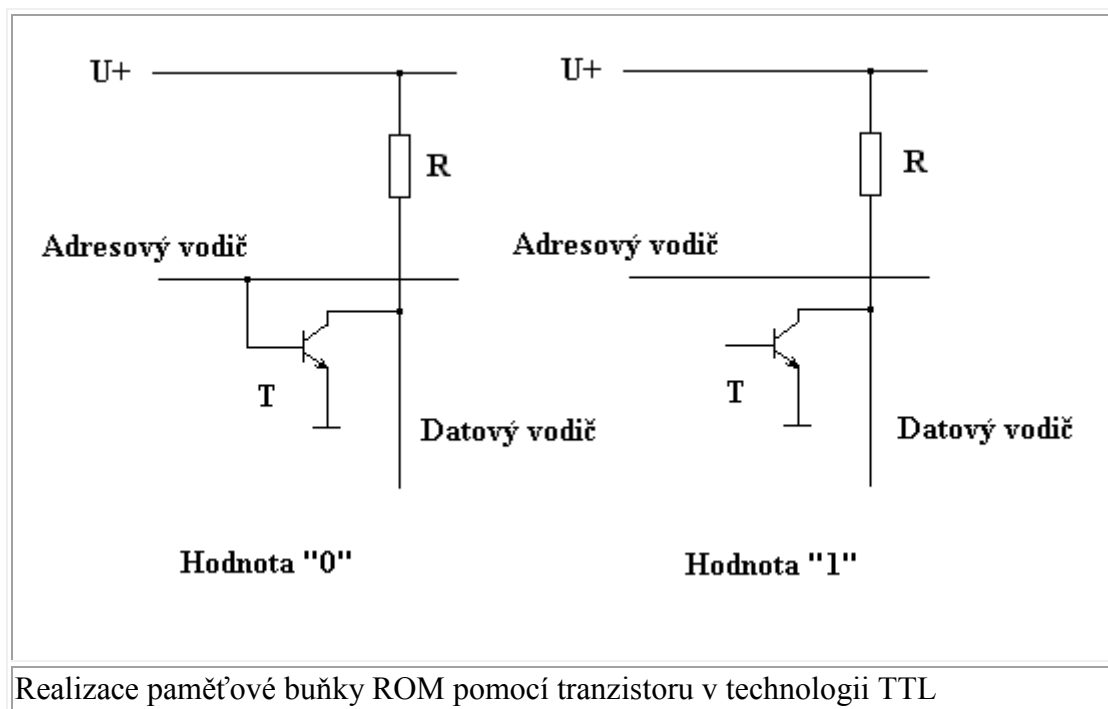 U+
R
Adresový vodič
T
Datový vodič
Hodnota "0"
U+
R
Adresový vodič
T
Datový vodič
Hodnota "1"
Realizace paměťové buňky ROM pomocí tranzistoru v technologii TTL